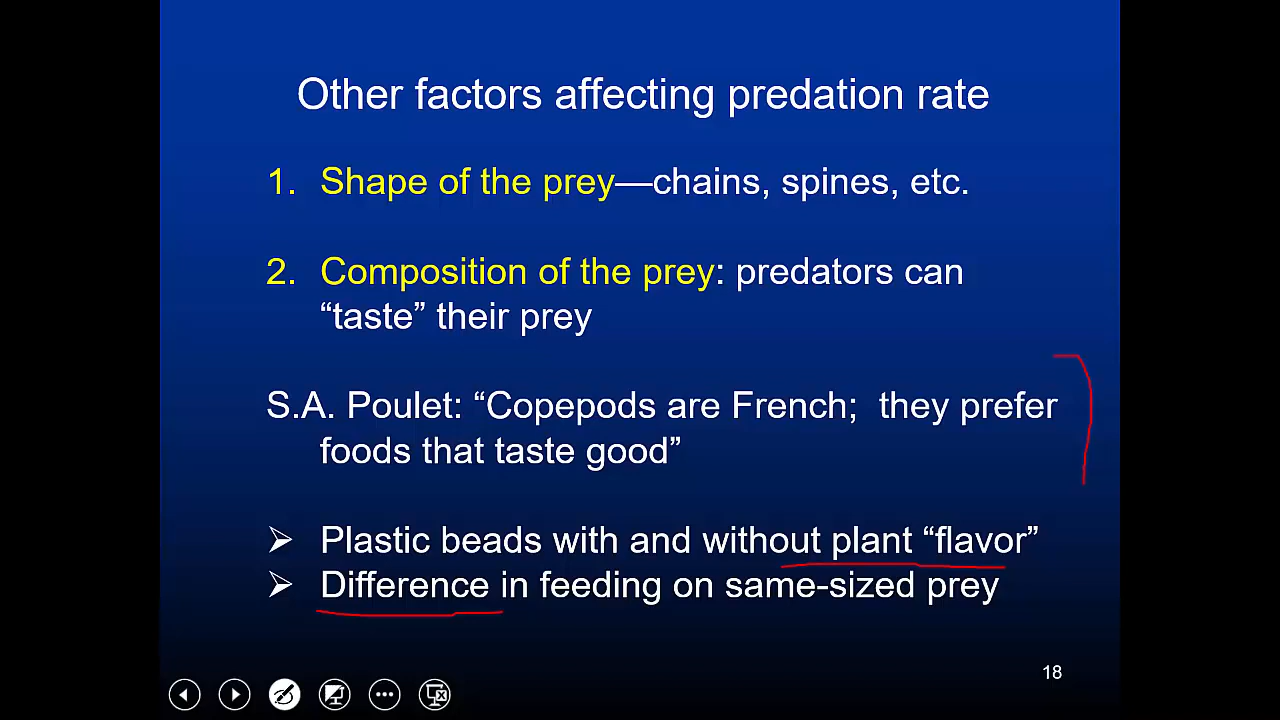 Other factors affecting predation rate
1. Shape of the prey—chains, spines, etc.
2. Composition of the prey: predators can
“taste” their prey
S.A. Poulet: “Copepods are French;  they prefer
foods that taste good”
➢ Plastic beads with and without plant “flavor”
➢ Difference in feeding on same-sized prey
18